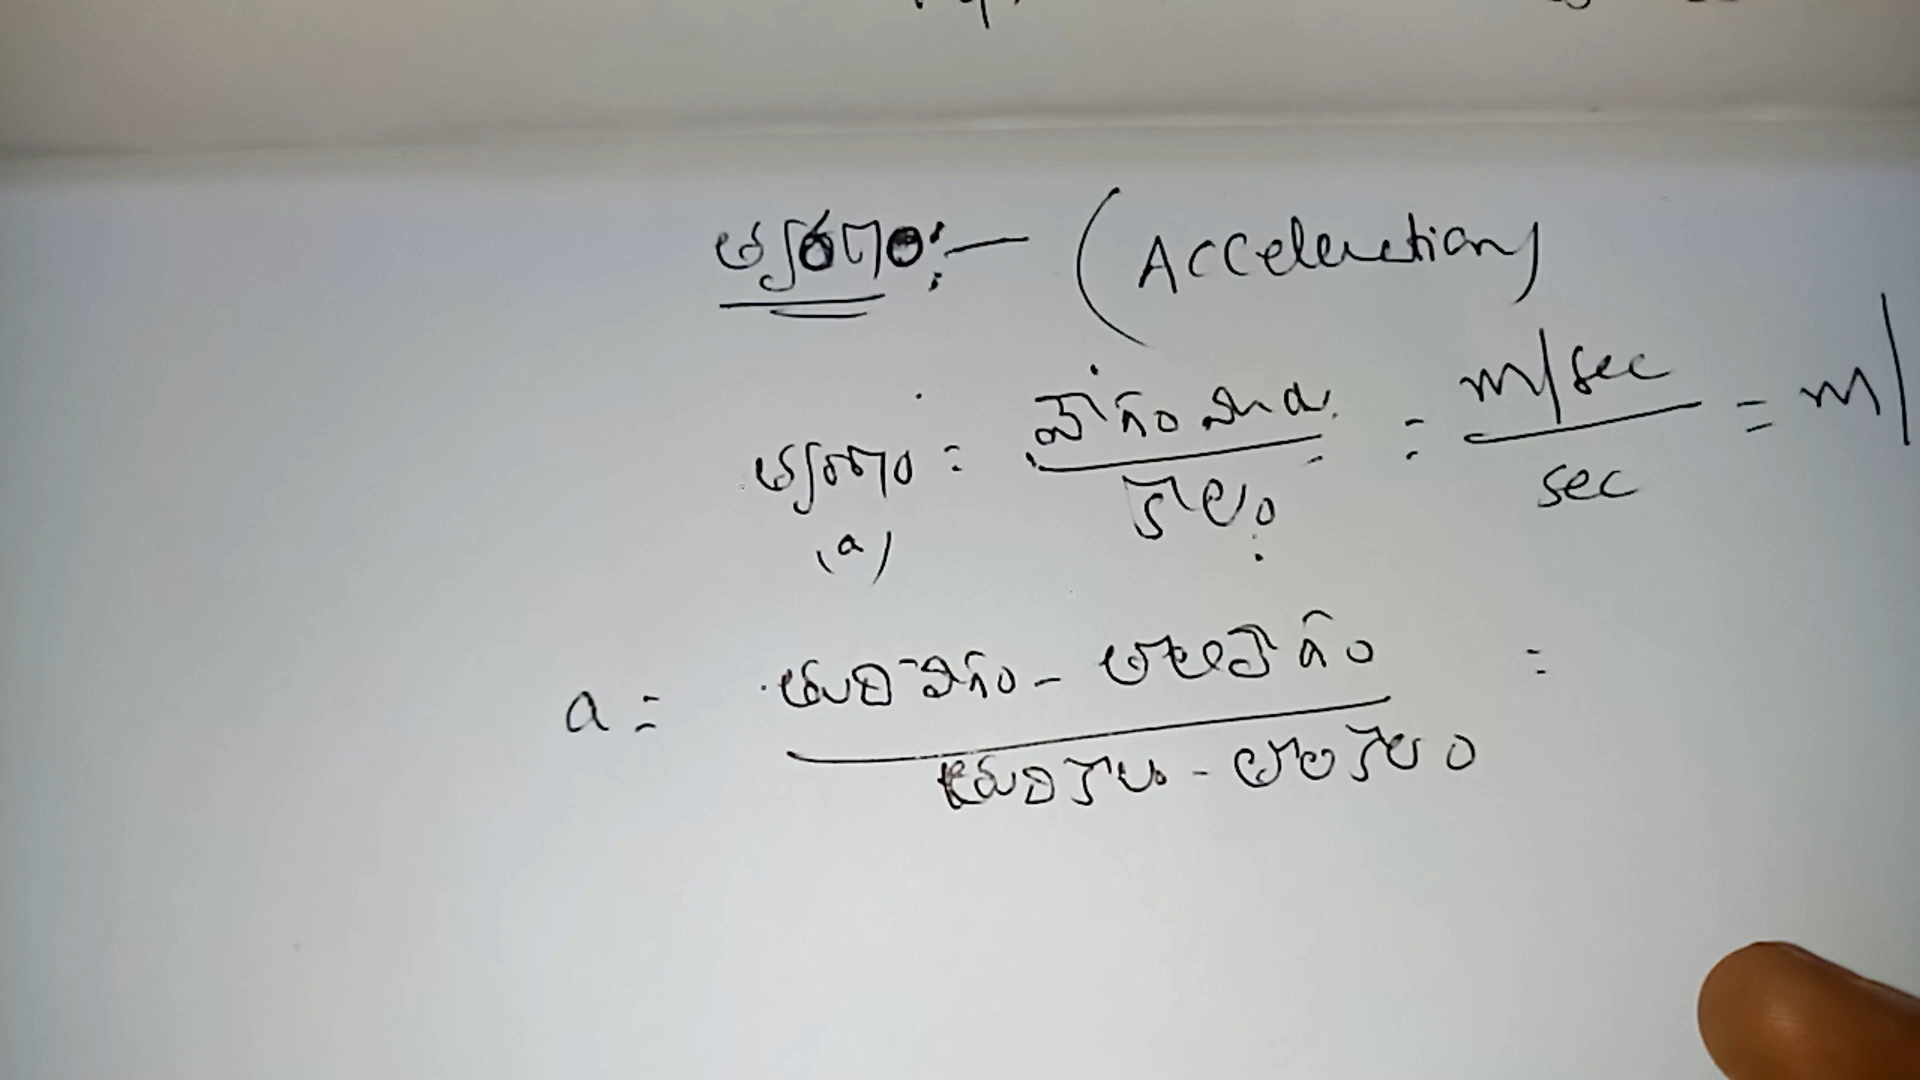 త్వరణం:- (Acceleration)
త్వరణం = వేగంమార్పు / కాలం = m/sec / sec = m/
(a)
a = తుదివేగం - తొలివేగం / తుదికాలం - తొలికాలం =